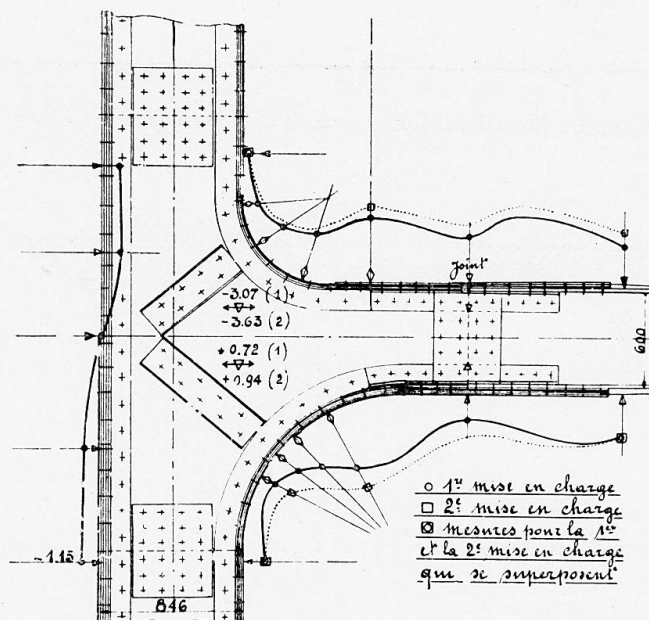 Joint
-3.07 (1)
-3.63 (2)
+0.72 (1)
+0.94 (2)
600
-1.15
846
1re mise en charge
2e mise en charge
mesures pour la 1re
et la 2e mise en charge
qui se superposent